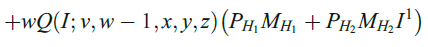 +wQ(I; v, w − 1, x, y, z)(P_{H_1} M_{H_1} + P_{H_2} M_{H_2} I^1)